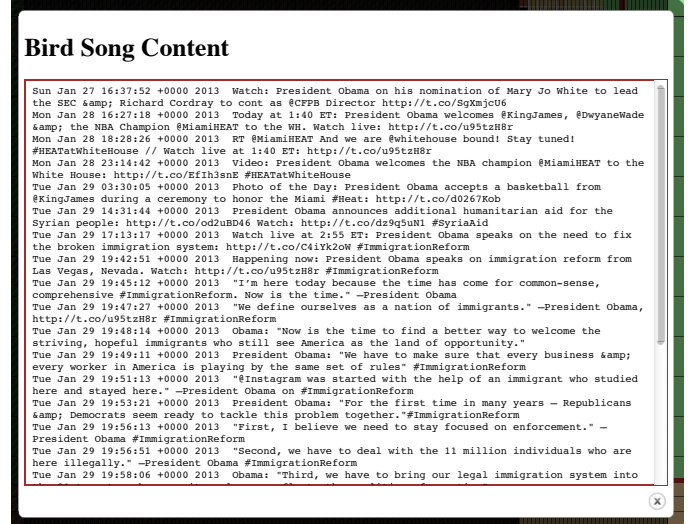 Bird Song Content
Sun Jan 27 16:37:52 +0000 2013  Watch: President Obama on his nomination of Mary Jo White to lead
the SEC &amp; Richard Cordray to cont as @CFPB Director http://t.co/SgXmjcU6
Mon Jan 28 16:27:18 +0000 2013  Today at 1:40 ET: President Obama welcomes @KingJames, @DwyaneWade
&amp; the NBA Champion @MiamiHEAT to the WH. Watch live: http://t.co/u95tzH8r
Mon Jan 28 18:28:26 +0000 2013  RT @MiamiHEAT And we are @whitehouse bound! Stay tuned!
#HEATatWhiteHouse // Watch live at 1:40 ET: http://t.co/u95tzH8r
Mon Jan 28 23:14:42 +0000 2013  Video: President Obama welcomes the NBA champion @MiamiHEAT to the
White House: http://t.co/EfIh3snE #HEATatWhiteHouse
Tue Jan 29 03:30:05 +0000 2013  Photo of the Day: President Obama accepts a basketball from
@KingJames during a ceremony to honor the Miami #Heat: http://t.co/d0267Kob
Tue Jan 29 14:31:44 +0000 2013  President Obama announces additional humanitarian aid for the
Syrian people: http://t.co/od2uBD46 Watch: http://t.co/dz9q5uN1 #SyriaAid
Tue Jan 29 17:13:17 +0000 2013  Watch live at 2:55 ET: President Obama speaks on the need to fix
the broken immigration system: http://t.co/C4iYk2oW #ImmigrationReform
Tue Jan 29 19:42:51 +0000 2013  Happening now: President Obama speaks on immigration reform from
Las Vegas, Nevada. Watch: http://t.co/u95tzH8r #ImmigrationReform
Tue Jan 29 19:45:12 +0000 2013  "I'm here today because the time has come for common-sense,
comprehensive #ImmigrationReform. Now is the time." —President Obama
Tue Jan 29 19:47:27 +0000 2013  "We define ourselves as a nation of immigrants." —President Obama,
http://t.co/u95tzH8r #ImmigrationReform
Tue Jan 29 19:48:14 +0000 2013  Obama: "Now is the time to find a better way to welcome the
striving, hopeful immigrants who still see America as the land of opportunity."
Tue Jan 29 19:49:11 +0000 2013  President Obama: "We have to make sure that every business &amp;
every worker in America is playing by the same set of rules" #ImmigrationReform
Tue Jan 29 19:51:13 +0000 2013  "@Instagram was started with the help of an immigrant who studied
here and stayed here." —President Obama on #ImmigrationReform
Tue Jan 29 19:53:21 +0000 2013  President Obama: "For the first time in many years — Republicans
&amp; Democrats seem ready to tackle this problem together."#ImmigrationReform
Tue Jan 29 19:56:13 +0000 2013  "First, I believe we need to stay focused on enforcement." —
President Obama #ImmigrationReform
Tue Jan 29 19:56:51 +0000 2013  "Second, we have to deal with the 11 million individuals who are
here illegally." —President Obama #ImmigrationReform
Tue Jan 29 19:58:06 +0000 2013  Obama: "Third, we have to bring our legal immigration system into
x